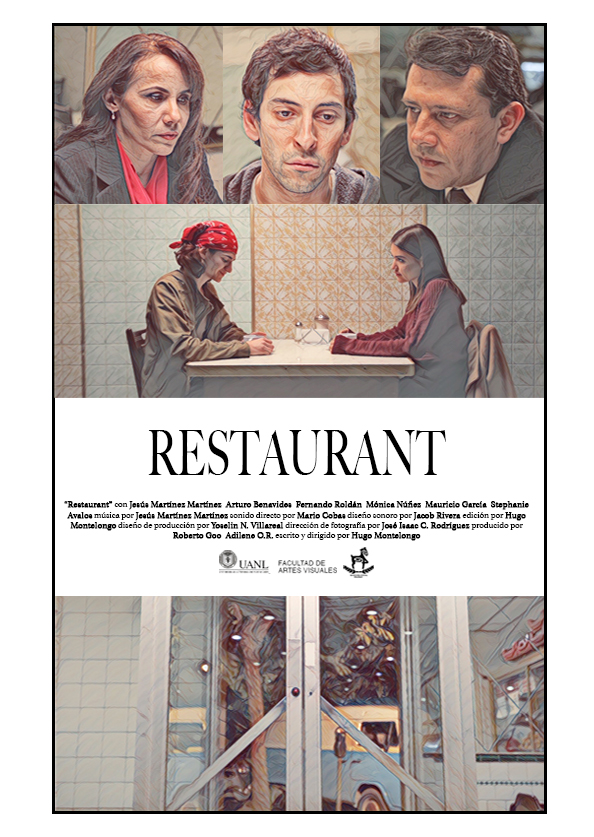 RESTAURANT
"Restaurant" con Jesús Martínez Martínez Arturo Benavides Fernando Roldán Mónica Núñez Mauricio García Stephanie
Avalos música por Jesús Martínez Martínez sonido directo por Mario Cobas diseño sonoro por Jacob Rivera edición por Hugo
Montelongo diseño de producción por Yoselin N. Villareal dirección de fotografía por José Isaac C. Rodríguez producido por
Roberto Goo Adilene O.R. escrito y dirigido por Hugo Montelongo
UANL
FACULTAD DE
ARTES VISUALES